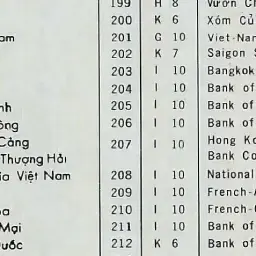 199 H 8 Vườn Ch
200 K 6 Xóm Củ
am 201 G 10 Viet-Nam
202 K 7 Saigon S
203 I 10 Bangkok
204 I 10 Bank of
nh 205 I 10 Bank of
ông 206 I 10 Bank of
Cảng 207 I 10 Hong Ko
Thượng Hải Bank Co
ia Việt Nam 208 I 10 National
209 I 10 French-A
oa 210 I 10 French-
Mại 211 I 10 Bank of
uốc 212 K 6 Bank of